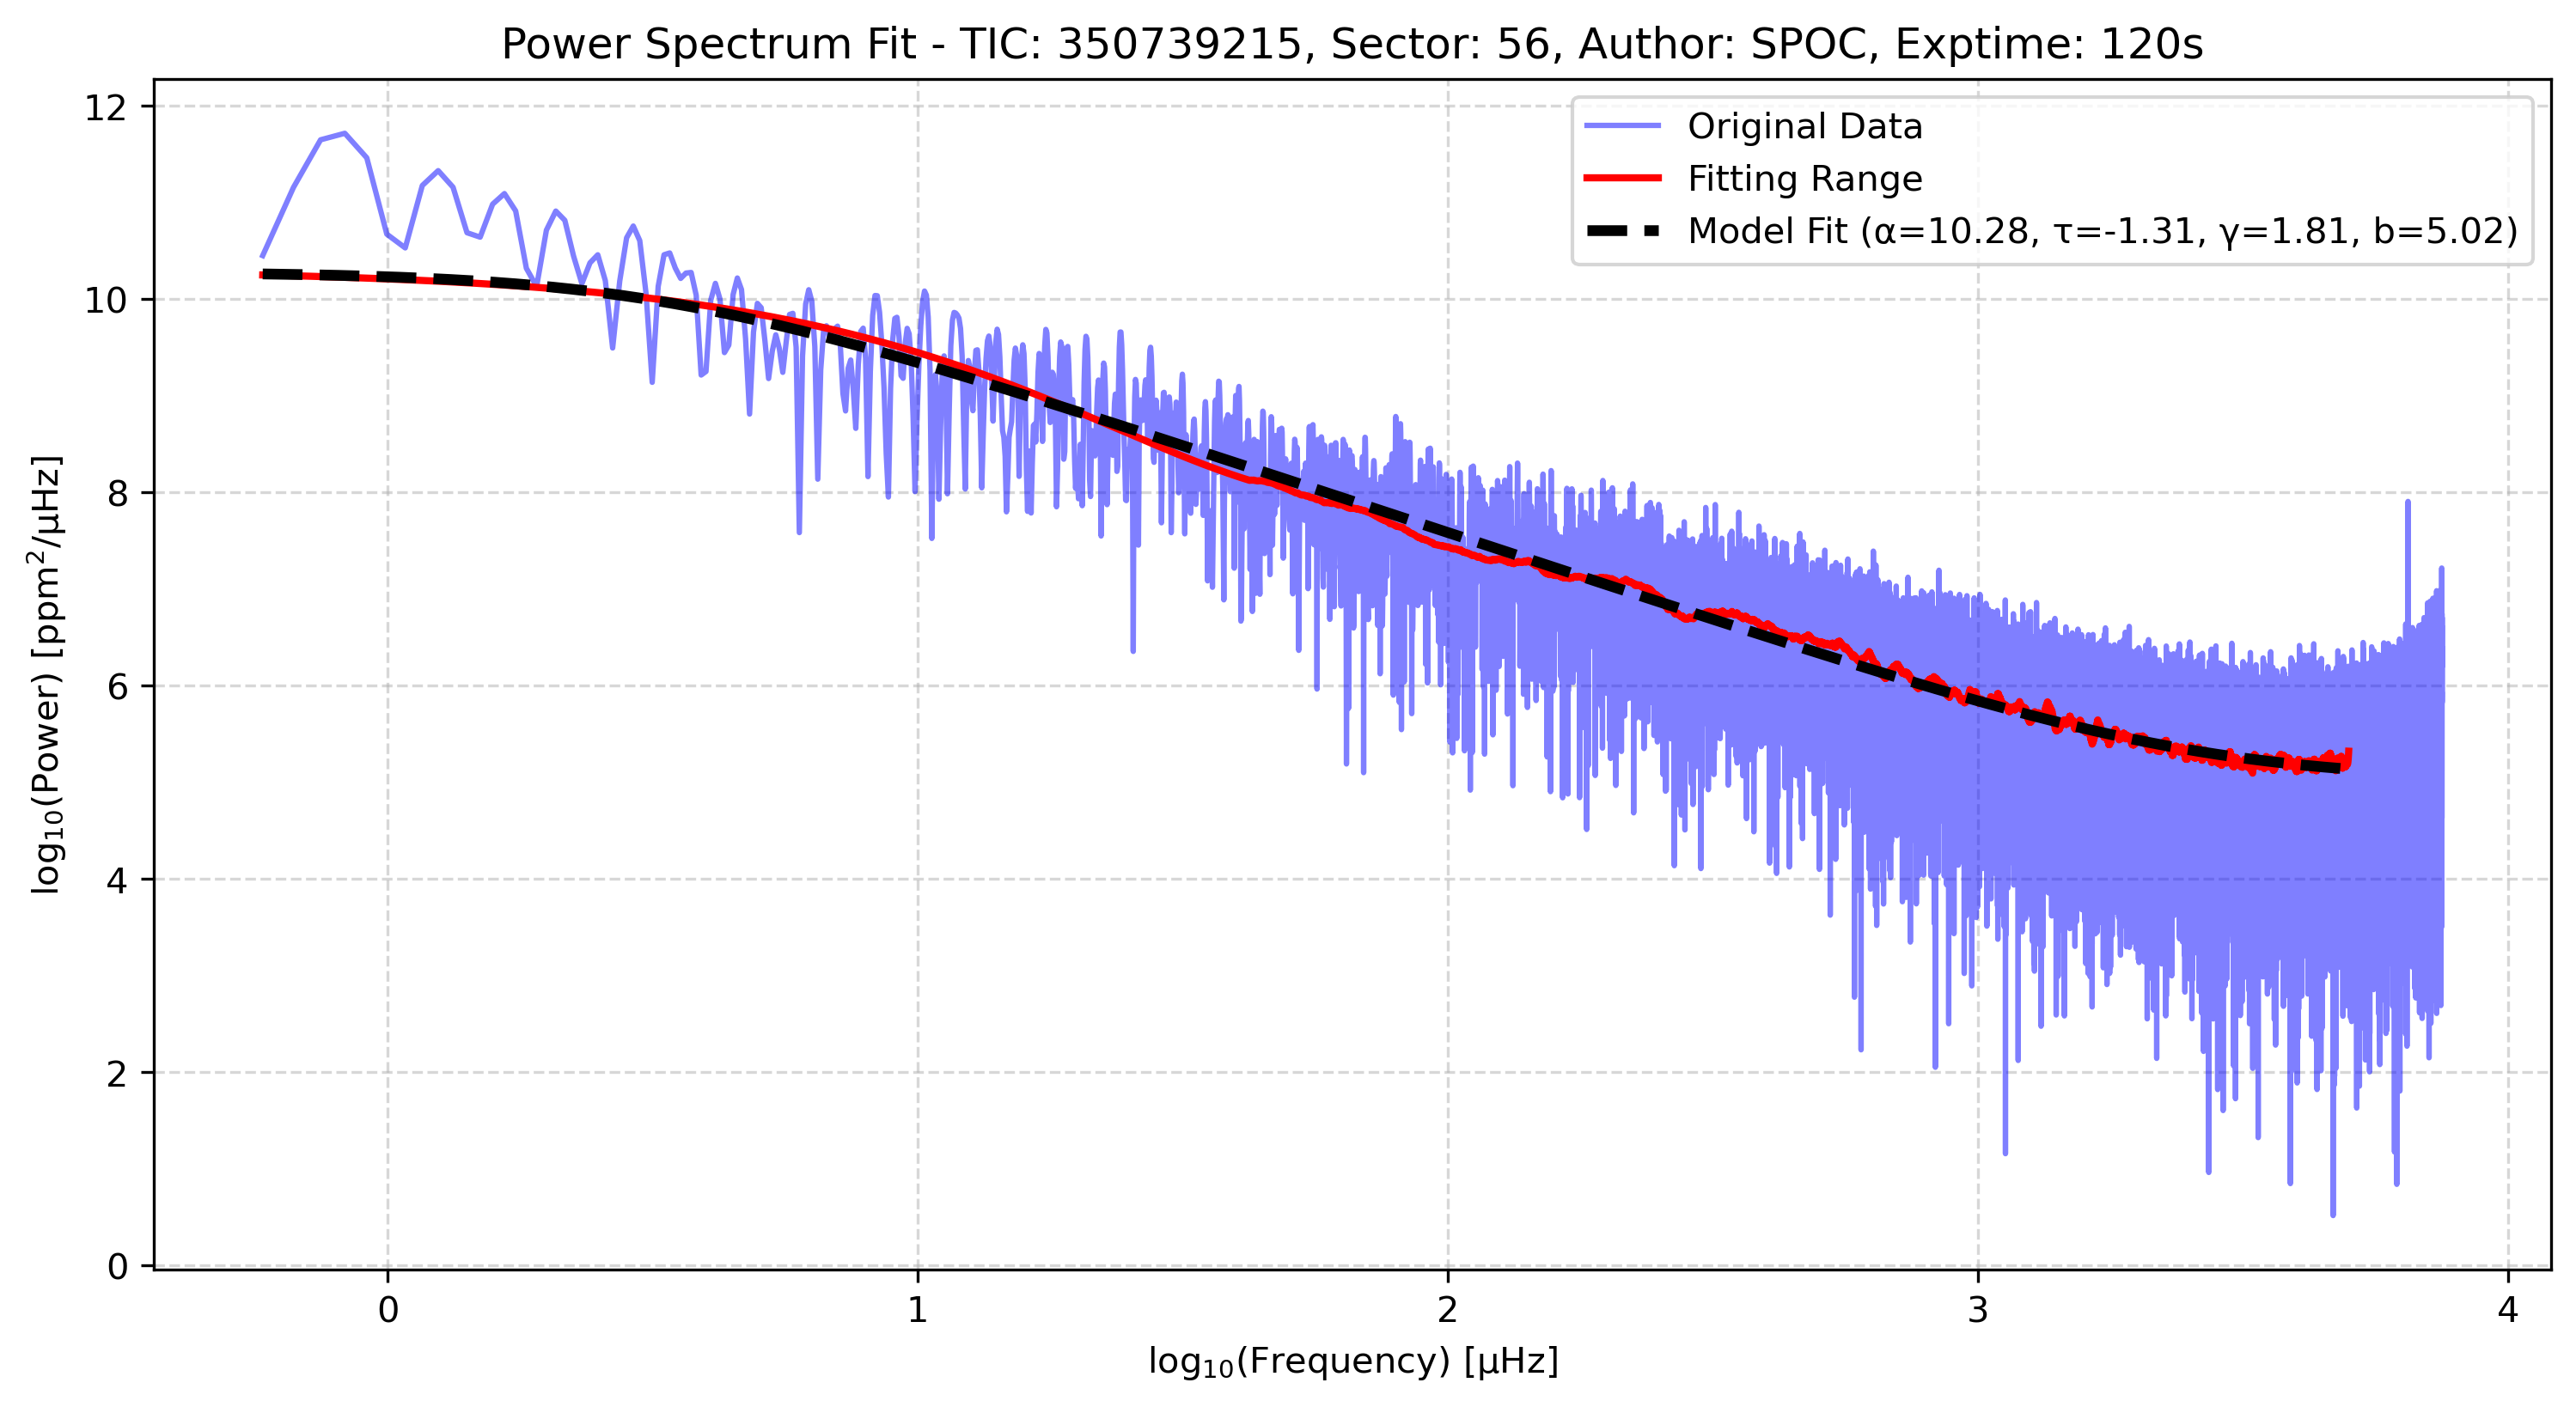 Power Spectrum Fit - TIC: 350739215, Sector: 56, Author: SPOC, Exptime: 120s
Original Data
Fitting Range
Model Fit (α=10.28, τ=-1.31, γ=1.81, b=5.02)
log₁₀(Power) [ppm²/μHz]
12
10
8
6
4
2
0
0 1 2 3 4
log₁₀(Frequency) [μHz]